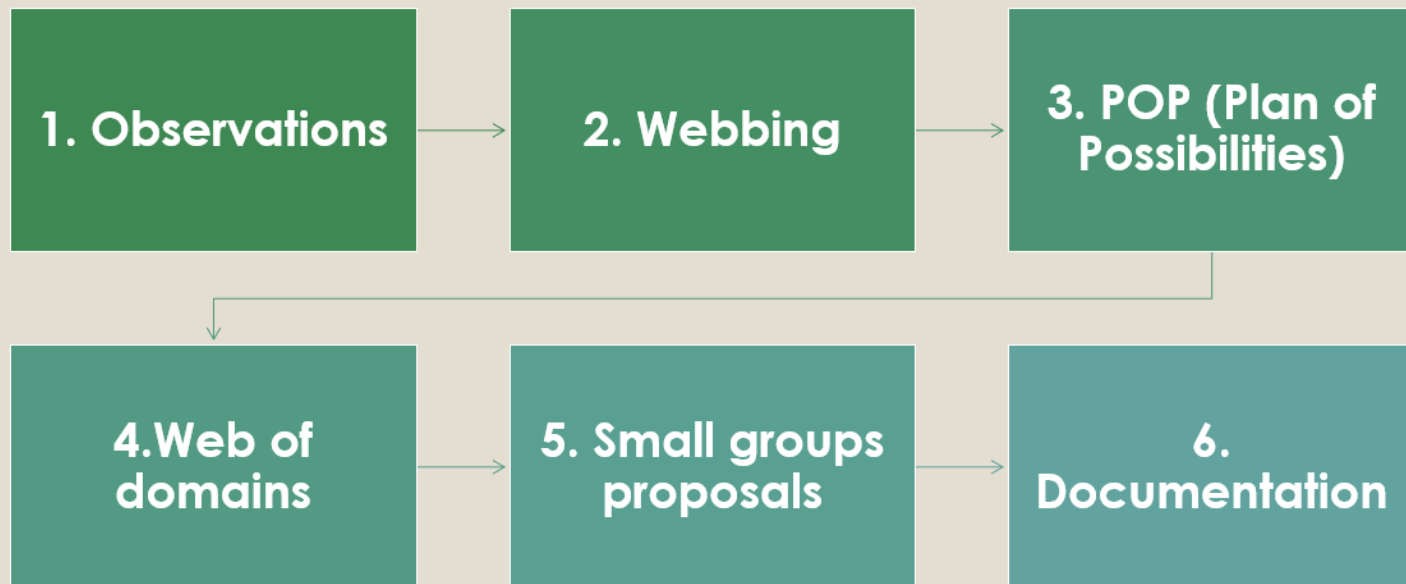 1. Observations
2. Webbing
3. POP (Plan of
Possibilities)
4.Web of
domains
5. Small groups
proposals
6.
Documentation